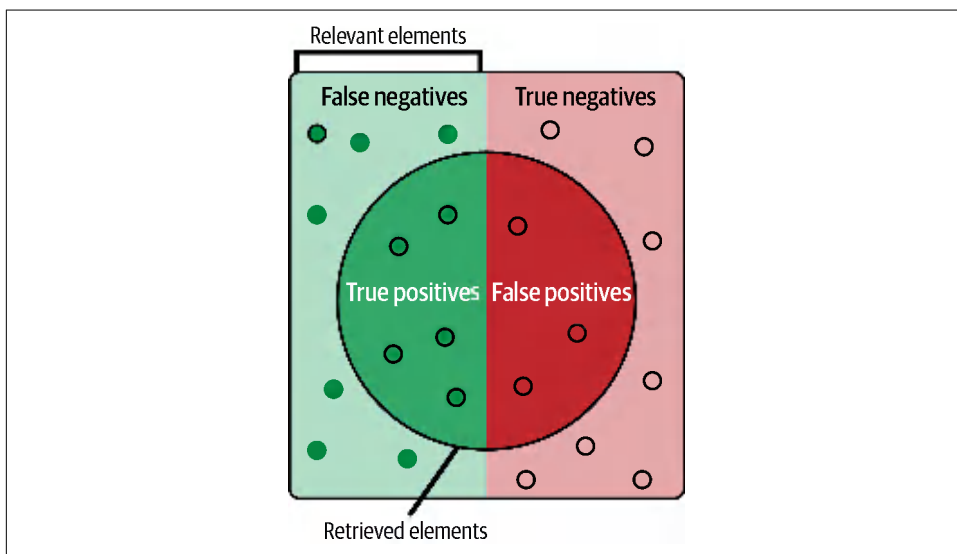 Relevant elements
False negatives
True negatives
True positives
False positives
Retrieved elements